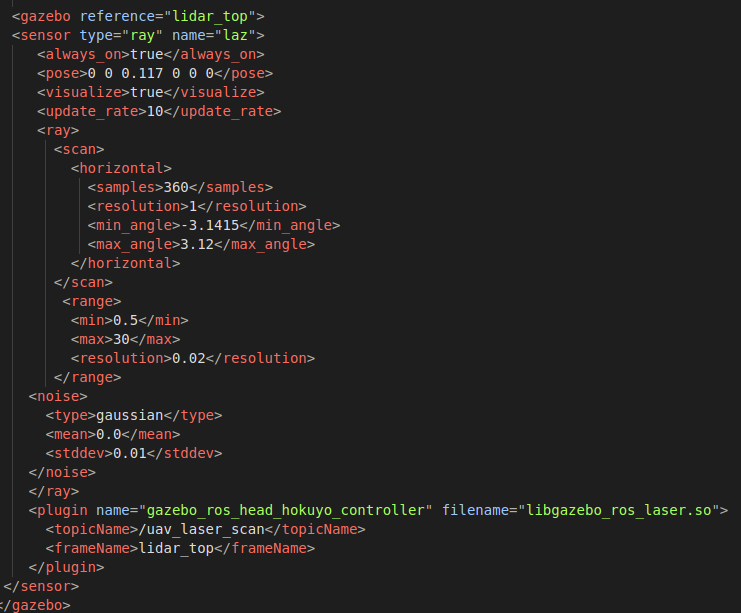 <gazebo reference="lidar_top">
<sensor type="ray" name="laz">
<always_on>true</always_on>
<pose>0 0 0.117 0 0 0</pose>
<visualize>true</visualize>
<update_rate>10</update_rate>
<ray>
<scan>
<horizontal>
<samples>360</samples>
<resolution>1</resolution>
<min_angle>-3.1415</min_angle>
<max_angle>3.12</max_angle>
</horizontal>
</scan>
<range>
<min>0.5</min>
<max>30</max>
<resolution>0.02</resolution>
</range>
<noise>
<type>gaussian</type>
<mean>0.0</mean>
<stddev>0.01</stddev>
</noise>
</ray>
<plugin name="gazebo_ros_head_hokuyo_controller" filename="libgazebo_ros_laser.so">
<topicName>/uav_laser_scan</topicName>
<frameName>lidar_top</frameName>
</plugin>
</sensor>
</gazebo>